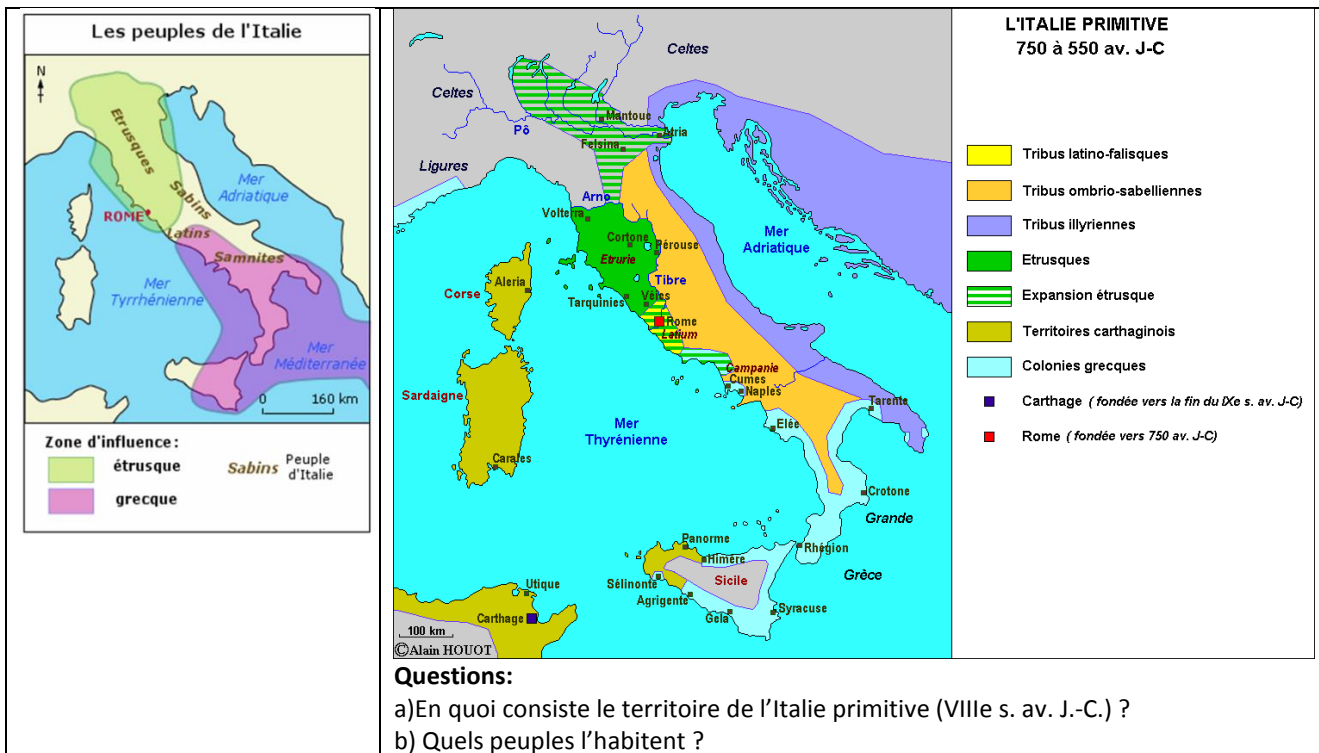 Les peuples de l'Italie
N
Etrusques
Sabins
Mer
Adriatique
ROME
Latins
Samnites
Mer
Tyrrhénienne
Mer
Méditerranée
0 160 km
Zone d'influence :
étrusque
grecque
Sabins Peuple
d'Italie
L'ITALIE PRIMITIVE
750 à 550 av. J-C
Celtes
Celtes
Mantoue
Pô
Atria
Felsina
Ligures
Arno
Volterra
Cortone
Pérouse
Etrurie
Mer
Adriatique
Tibre
Aleria
Corse
Tarquinies
Véies
Rome
Latium
Campanie
Cumes
Naples
Tarente
Sardaigne
Mer
Thyrénienne
Elée
Carales
Crotone
Grande
Panorme
Himère
Rhégion
Grèce
Sicile
Utique
Sélinonte
Agrigente
Carthage
Gela
Syracuse
100 km
©Alain HOUOT
Tribus latino-falisques
Tribus ombrio-sabelliennes
Tribus illyriennes
Etrusques
Expansion étrusque
Territoires carthaginois
Colonies grecques
Carthage (fondée vers la fin du IXe s. av. J-C)
Rome (fondée vers 750 av. J-C)
Questions:
a)En quoi consiste le territoire de l'Italie primitive (VIIIe s. av. J.-C.) ?
b) Quels peuples l'habitent ?